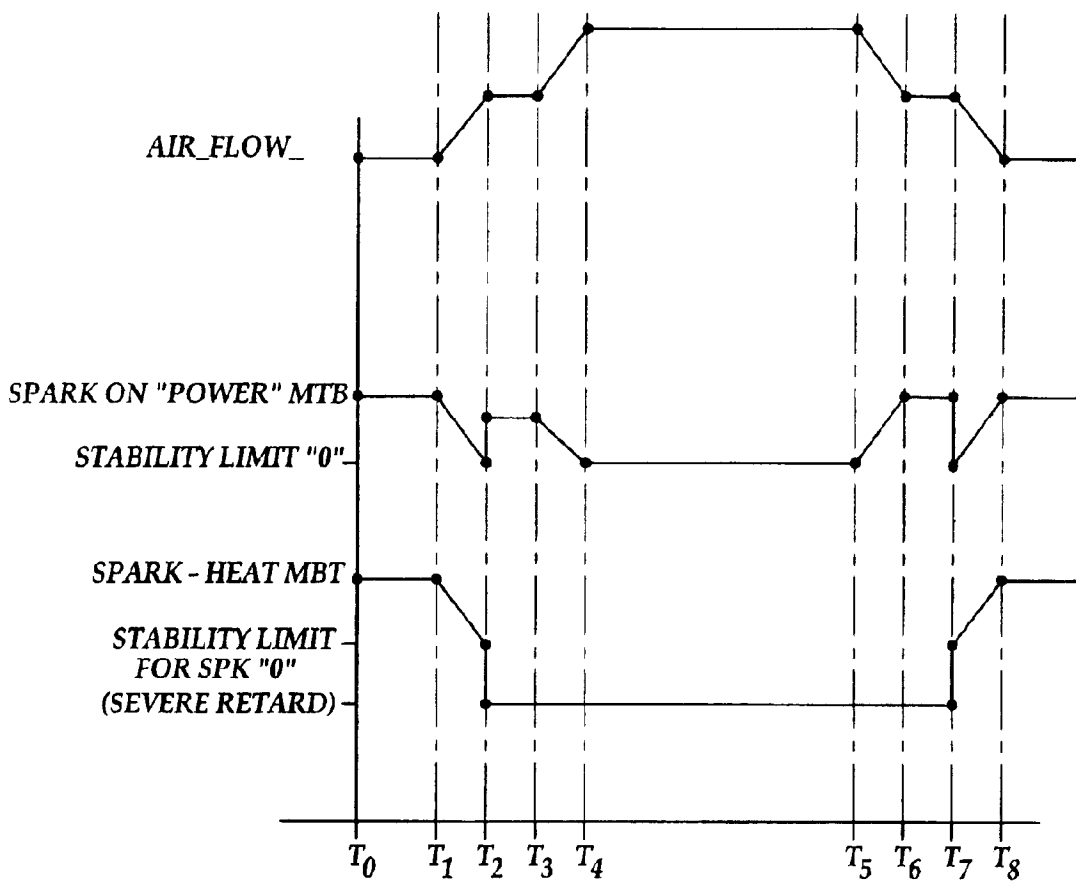 AIR_FLOW_
SPARK ON "POWER" MTB
STABILITY LIMIT "0"
SPARK - HEAT MBT
STABILITY LIMIT
FOR SPK "0"
(SEVERE RETARD)
T0 T1 T2 T3 T4 T5 T6 T7 T8